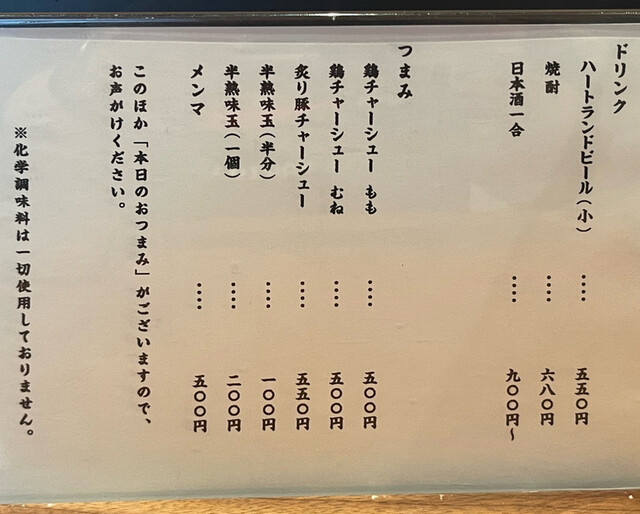 ドリンク
ハートランドビール（小） ‥‥ 五五〇円
焼酎 ‥‥ 六八〇円
日本酒一合 ‥‥ 九〇〇円～
つまみ
鶏チャーシュー もも ‥‥ 五〇〇円
鶏チャーシュー むね ‥‥ 五〇〇円
炙り豚チャーシュー ‥‥ 五五〇円
半熟味玉（半分） ‥‥ 一〇〇円
半熟味玉（一個） ‥‥ 二〇〇円
メンマ ‥‥ 五〇〇円
このほか「本日のおつまみ」がございますので、
お声がけください。
※化学調味料は一切使用しておりません。